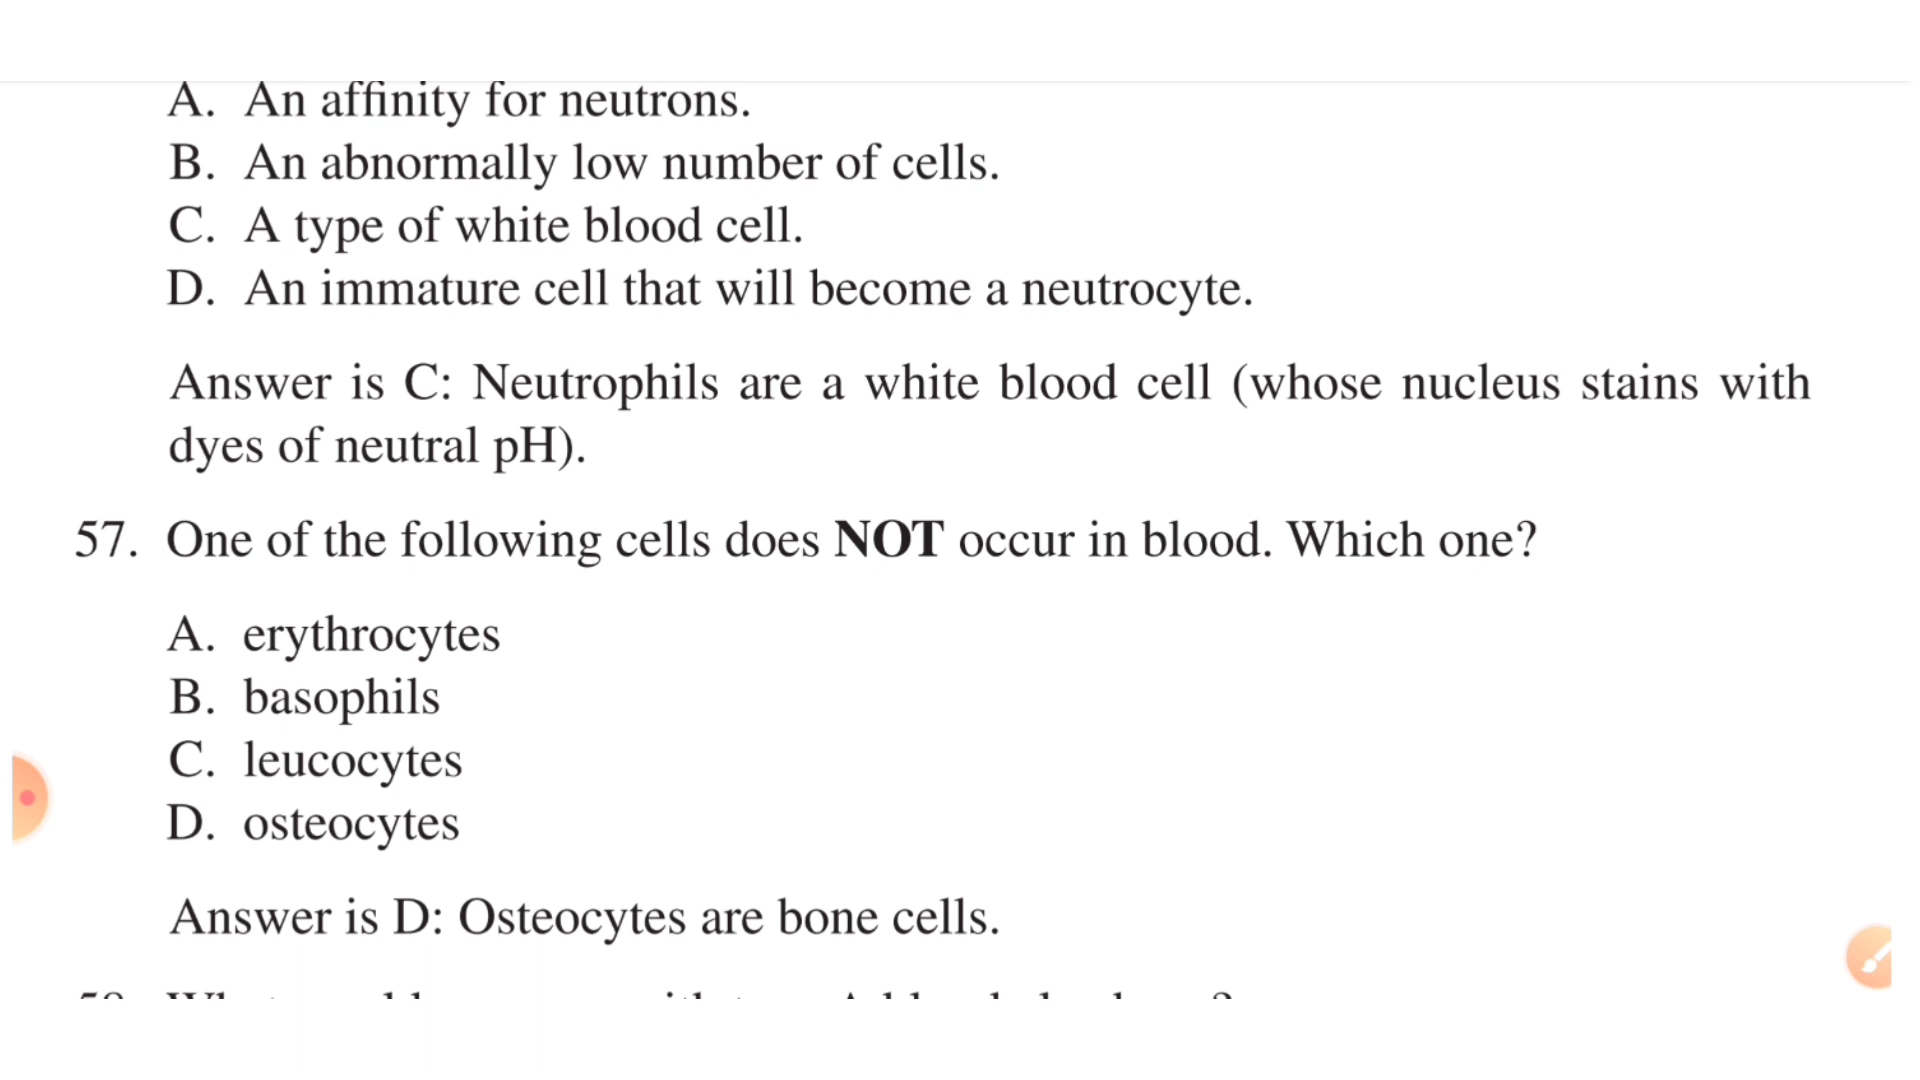 A. An affinity for neutrons.
B. An abnormally low number of cells.
C. A type of white blood cell.
D. An immature cell that will become a neutrocyte.
Answer is C: Neutrophils are a white blood cell (whose nucleus stains with
dyes of neutral pH).
57. One of the following cells does NOT occur in blood. Which one?
A. erythrocytes
B. basophils
C. leucocytes
D. osteocytes
Answer is D: Osteocytes are bone cells.